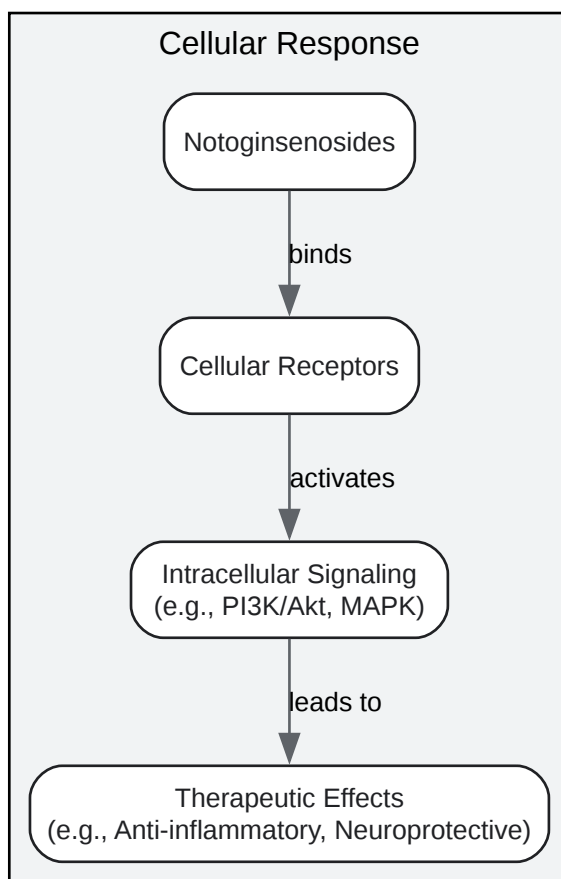 Cellular Response
Notoginsenosides
binds
Cellular Receptors
activates
Intracellular Signaling
(e.g., PI3K/Akt, MAPK)
leads to
Therapeutic Effects
(e.g., Anti-inflammatory, Neuroprotective)